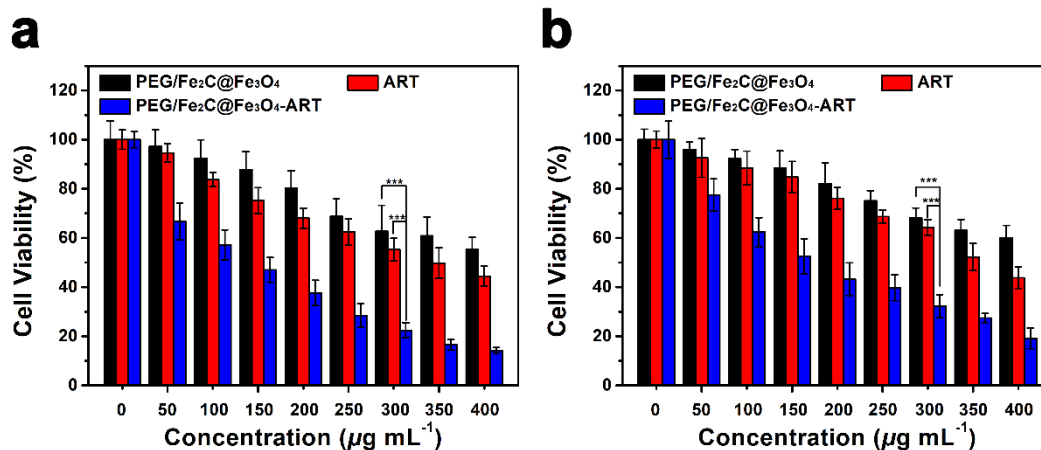 a
PEG/Fe₂C@Fe₃O₄ ART
PEG/Fe₂C@Fe₃O₄-ART
Cell Viability (%)
120
100
80
60
40
20
0
***
***
0 50 100 150 200 250 300 350 400
Concentration (µg mL⁻¹)
b
PEG/Fe₂C@Fe₃O₄ ART
PEG/Fe₂C@Fe₃O₄-ART
Cell Viability (%)
120
100
80
60
40
20
0
***
***
0 50 100 150 200 250 300 350 400
Concentration (µg mL⁻¹)